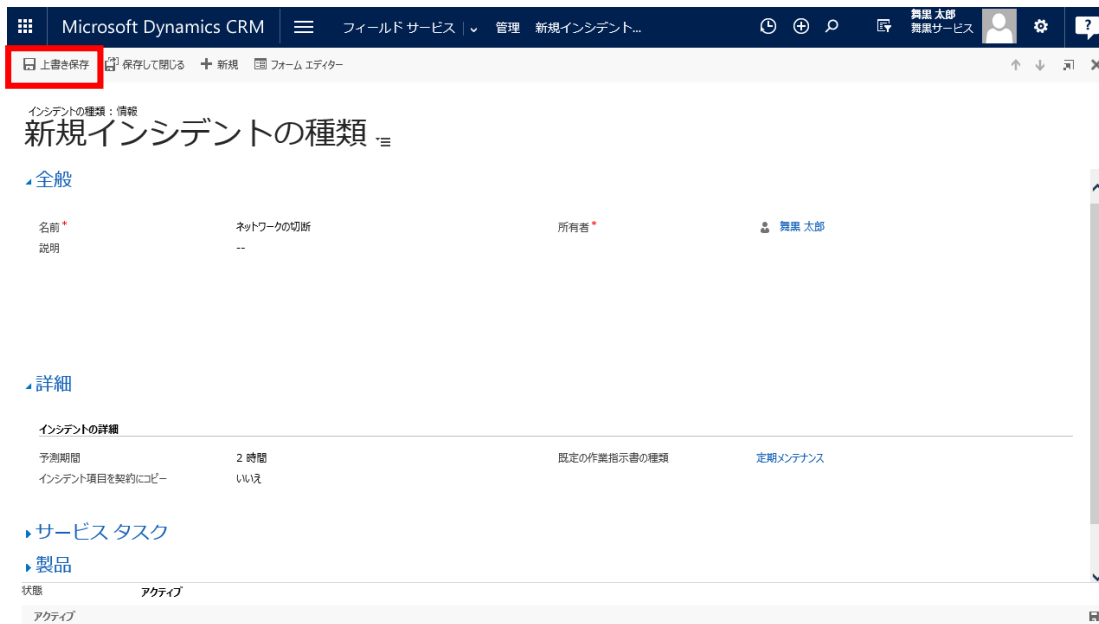 Microsoft Dynamics CRM フィールド サービス 管理 新規インシデント... 舞黒 太郎
舞黒サービス ?
上書き保存 保存して閉じる 新規 フォーム エディター
インシデントの種類 : 情報
新規インシデントの種類
全般
名前* ネットワークの切断 所有者* 舞黒 太郎
説明 --
詳細
インシデントの詳細
予測期間 2 時間 既定の作業指示書の種類 定期メンテナンス
インシデント項目を契約にコピー いいえ
サービス タスク
製品
状態 アクティブ
アクティブ